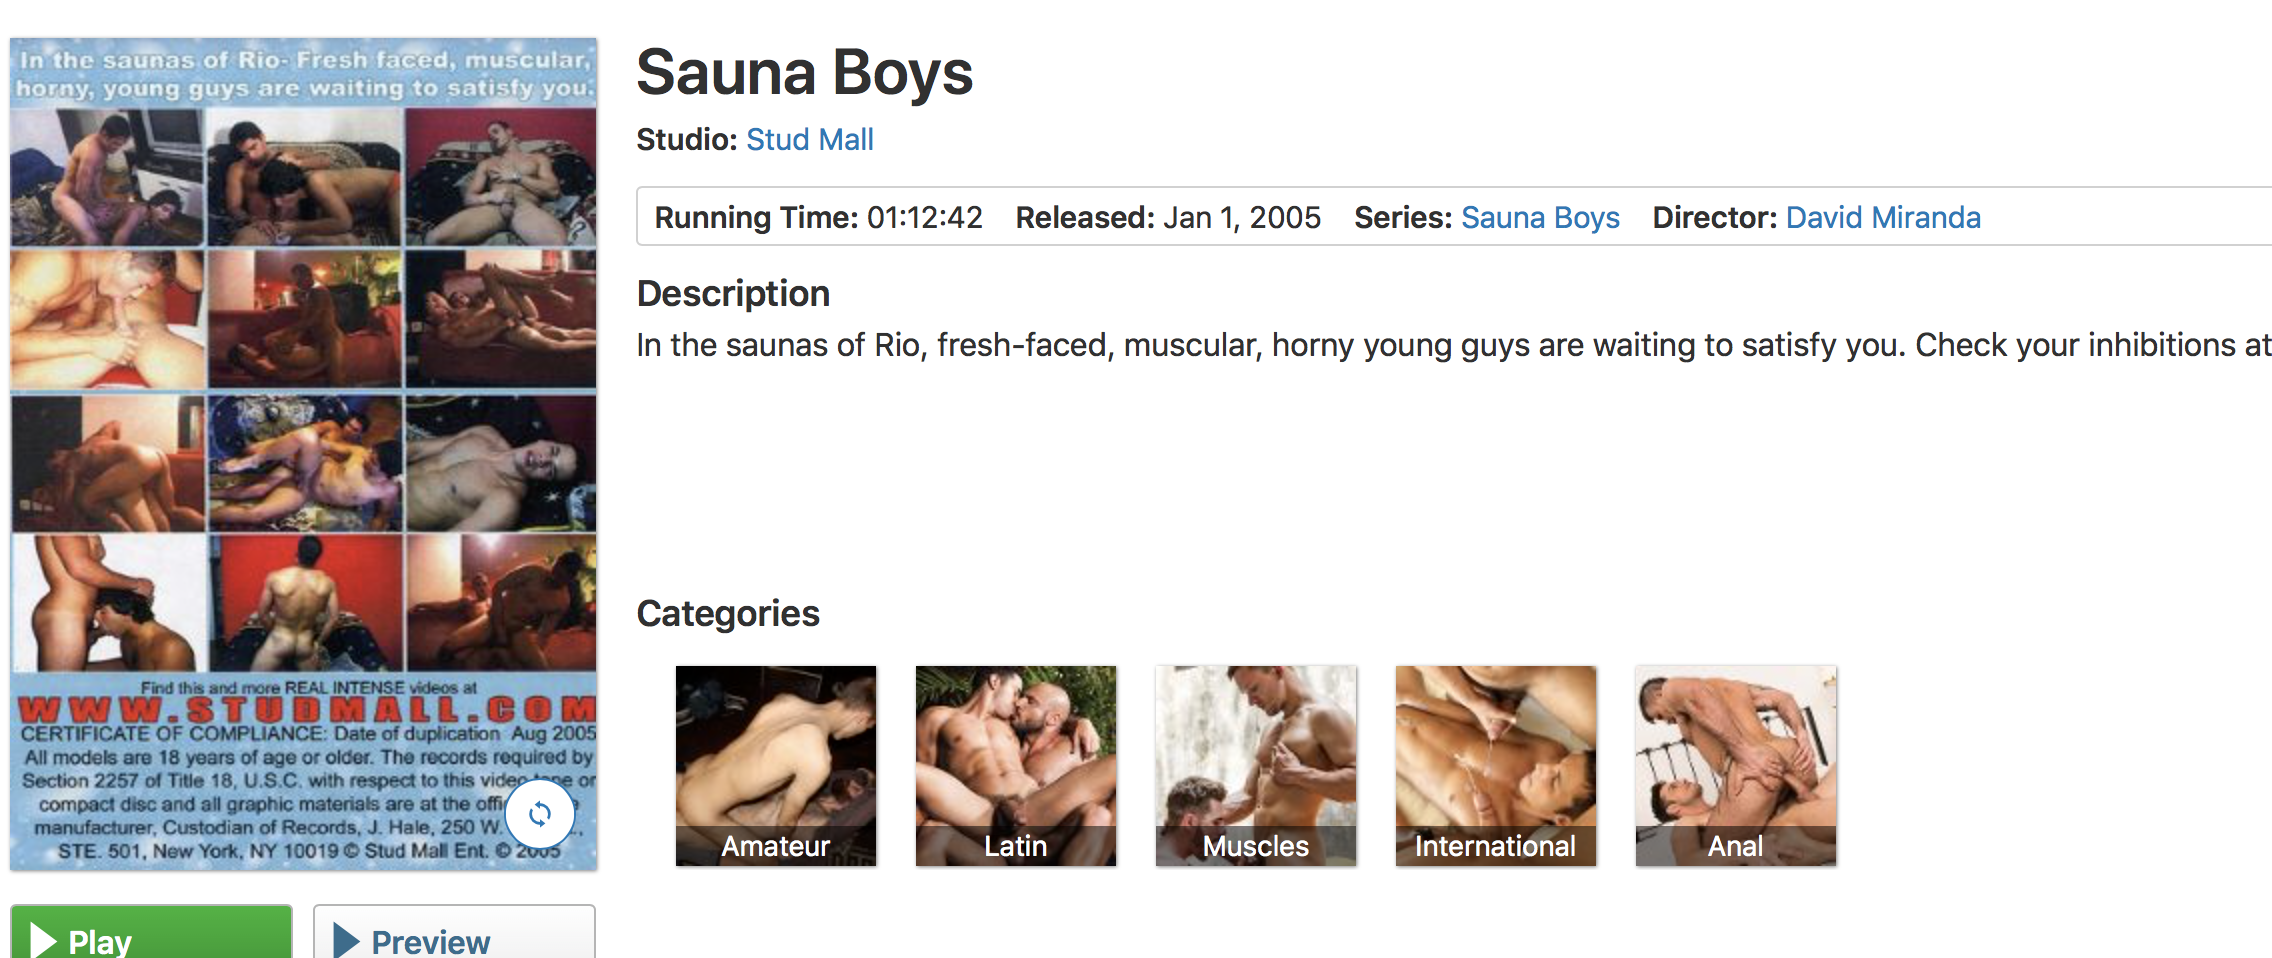 In the saunas of Rio- Fresh faced, muscular,
horny, young guys are waiting to satisfy you.
Find this and more REAL INTENSE videos at
WWW.STUDMALL.COM
CERTIFICATE OF COMPLIANCE: Date of duplication Aug 2005
All models are 18 years of age or older. The records required by
Section 2257 of Title 18, U.S.C. with respect to this video tape or
compact disc and all graphic materials are at the
manufacturer, Custodian of Records, J. Hale, 250 W.
STE. 501, New York, NY 10019 © Stud Mall Ent. © 2005
Play
Preview
Sauna Boys
Studio: Stud Mall
Running Time: 01:12:42 Released: Jan 1, 2005 Series: Sauna Boys Director: David Miranda
Description
In the saunas of Rio, fresh-faced, muscular, horny young guys are waiting to satisfy you. Check your inhibitions at
Categories
Amateur
Latin
Muscles
International
Anal